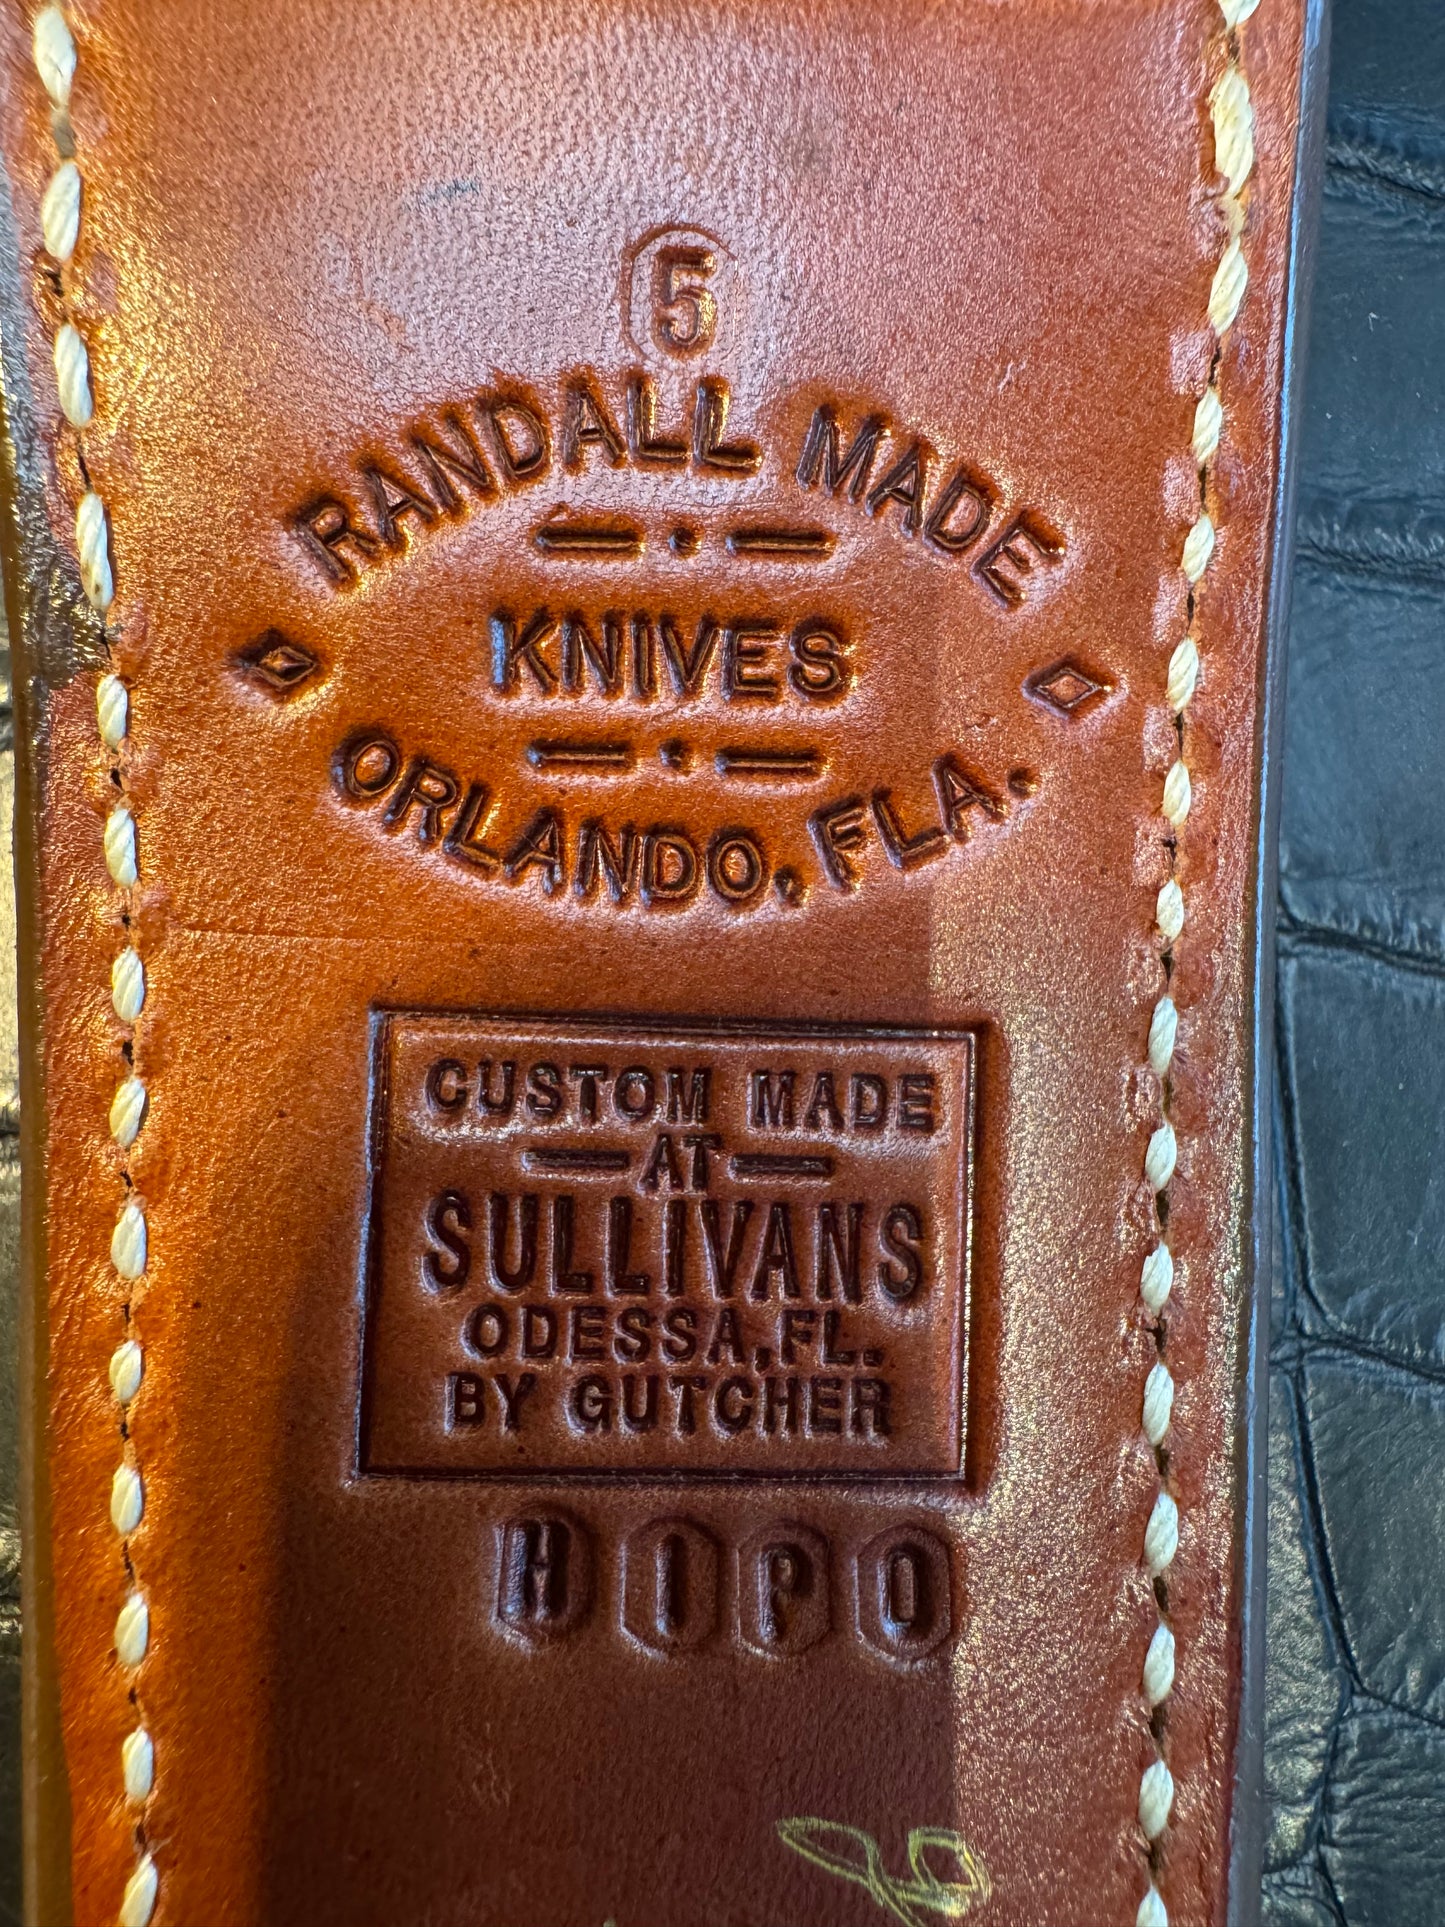 5
RANDALL MADE
KNIVES
ORLANDO, FLA.
CUSTOM MADE
AT
SULLIVANS
ODESSA, FL.
BY GUTCHER
HIPO